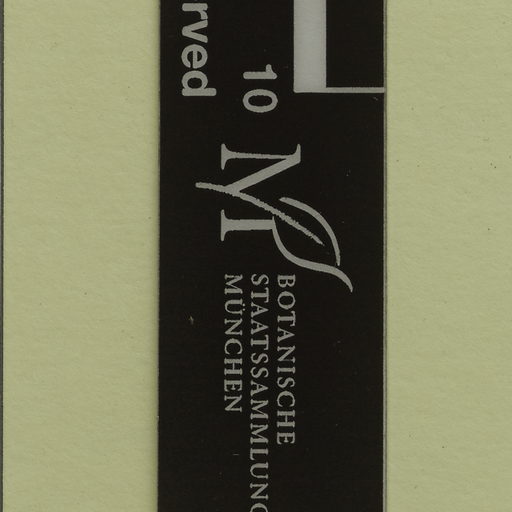 rved
10
M
BOTANISCHE
STAATSSAMMLUNG
MÜNCHEN